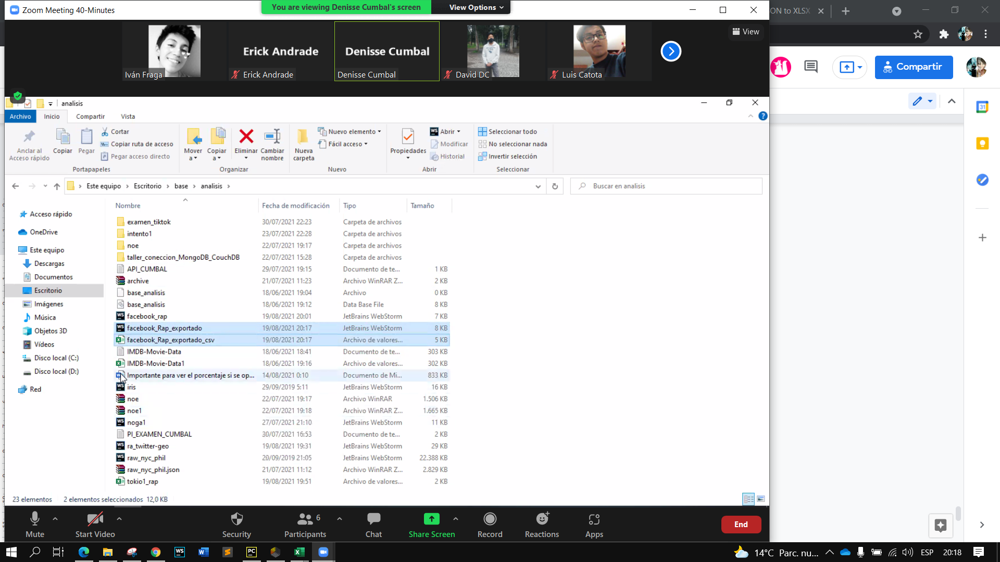 Zoom Meeting 40-Minutes
You are viewing Denisse Cumbal's screen
View Options
ON to XLSX
View
Erick Andrade
Denisse Cumbal
Iván Fraga
Erick Andrade
Denisse Cumbal
David DC
Luis Catota
Compartir
31
analisis
Archivo
Inicio
Compartir
Vista
Anclar al
Acceso rápido
Copiar
Pegar
Cortar
Copiar ruta de acceso
Pegar acceso directo
Portapapeles
Mover
a
Copiar
a
Eliminar
Cambiar
nombre
Organizar
Nueva
carpeta
Nuevo elemento
Fácil acceso
Nuevo
Propiedades
Abrir
Modificar
Historial
Abrir
Seleccionar todo
No seleccionar nada
Invertir selección
Seleccionar
Este equipo > Escritorio > base > analisis >
Buscar en analisis
Nombre Fecha de modificación Tipo Tamaño
Acceso rápido
OneDrive
Este equipo
Descargas
Documentos
Escritorio
Imágenes
Música
Objetos 3D
Vídeos
Disco local (C:)
Disco local (D:)
Red
examen_tiktok 30/07/2021 22:23 Carpeta de archivos
intento1 23/07/2021 22:28 Carpeta de archivos
noe 22/07/2021 19:17 Carpeta de archivos
taller_coneccion_MongoDB_CouchDB 22/07/2021 15:28 Carpeta de archivos
API_CUMBAL 29/07/2021 19:15 Documento de te... 1 KB
archive 21/07/2021 11:23 Archivo WinRAR Z... 2 KB
base_analisis 18/06/2021 19:04 Archivo 0 KB
base_analisis 18/06/2021 19:12 Data Base File 8 KB
facebook_rap 19/08/2021 20:01 JetBrains WebStorm 7 KB
facebook_Rap_exportado 19/08/2021 20:17 JetBrains WebStorm 8 KB
facebook_Rap_exportado_csv 19/08/2021 20:17 Archivo de valores... 5 KB
IMDB-Movie-Data 18/06/2021 18:41 Documento de te... 303 KB
IMDB-Movie-Data1 18/06/2021 19:16 Archivo de valores... 302 KB
Importante para ver el porcentaje si se op... 14/08/2021 0:10 Documento de Mi... 833 KB
iris 29/09/2019 5:11 JetBrains WebStorm 16 KB
noe 22/07/2021 19:17 Archivo WinRAR 1.506 KB
noe1 22/07/2021 19:18 Archivo WinRAR Z... 1.665 KB
noga1 27/07/2021 21:10 JetBrains WebStorm 11 KB
PI_EXAMEN_CUMBAL 30/07/2021 16:53 Documento de te... 2 KB
ra_twitter-geo 19/08/2021 19:31 JetBrains WebStorm 29 KB
raw_nyc_phil 20/09/2019 21:05 JetBrains WebStorm 22.388 KB
raw_nyc_phil.json 21/07/2021 11:12 Archivo WinRAR Z... 2.829 KB
tokio1_rap 19/08/2021 19:51 Archivo de valores... 2 KB
23 elementos 2 elementos seleccionados 12,0 KB
Mute
Start Video
Security
6
Participants
Chat
Share Screen
Record
Reactions
Apps
End
14°C Parc. nu...
ESP
20:18